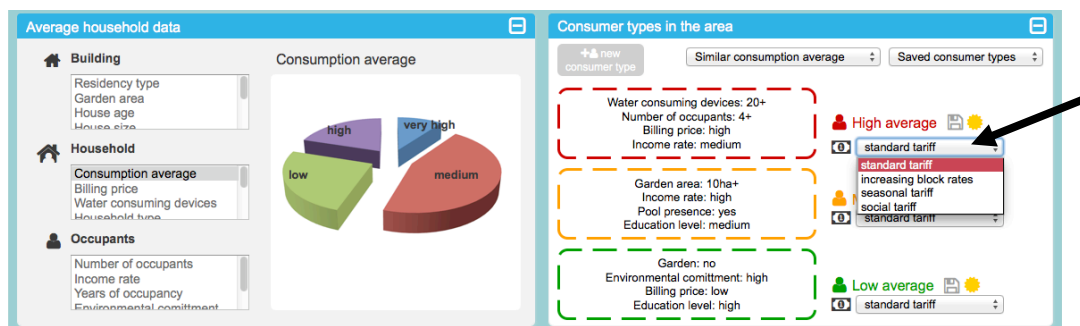 Average household data
Building
Residency type
Garden area
House age
House size
Household
Consumption average
Billing price
Water consuming devices
Household type
Occupants
Number of occupants
Income rate
Years of occupancy
Environmental comittment
Consumption average
high
very high
low
medium
Consumer types in the area
new
consumer type
Similar consumption average
Saved consumer types
Water consuming devices: 20+
Number of occupants: 4+
Billing price: high
Income rate: medium
High average
standard tariff
standard tariff
increasing block rates
seasonal tariff
social tariff
Garden area: 10ha+
Income rate: high
Pool presence: yes
Education level: medium
standard tariff
Garden: no
Environmental comittment: high
Billing price: low
Education level: high
Low average
standard tariff